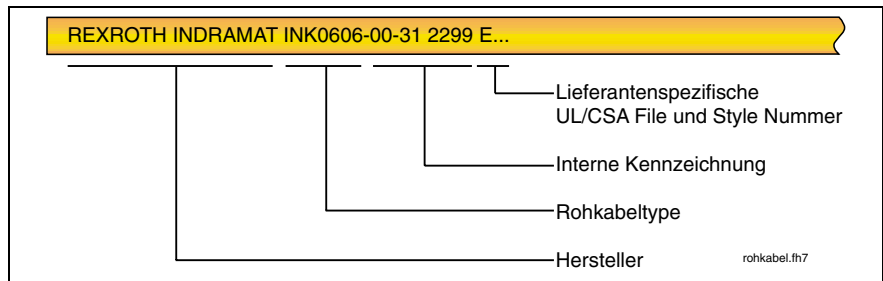 REXROTH INDRAMAT INK0606-00-31 2299 E...
Lieferantenspezifische
UL/CSA File und Style Nummer
Interne Kennzeichnung
Rohkabeltype
Hersteller
rohkabel.fh7